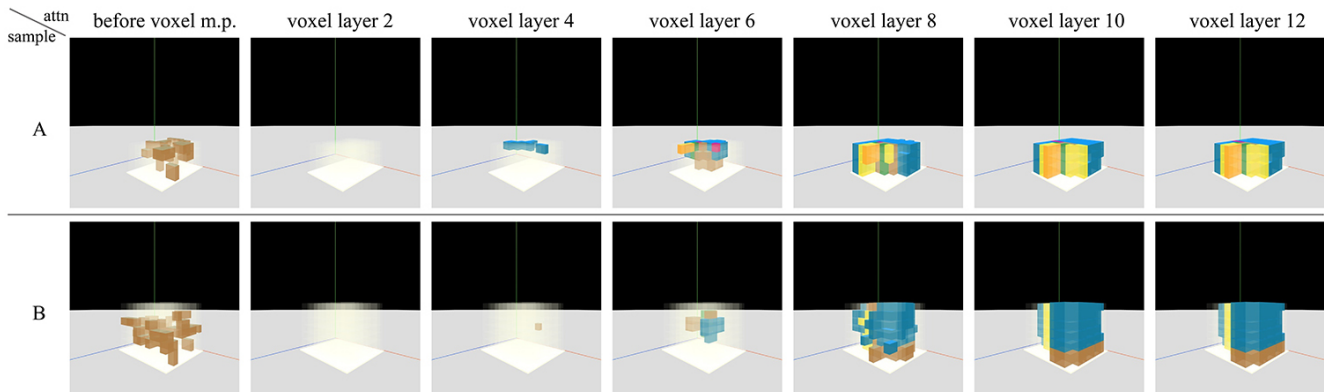 attn
sample
before voxel m.p.
voxel layer 2
voxel layer 4
voxel layer 6
voxel layer 8
voxel layer 10
voxel layer 12
A
B